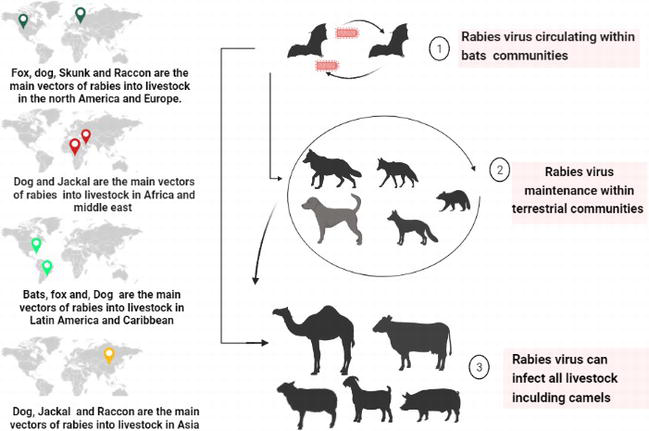 Fox, dog, Skunk and Raccon are the
main vectors of rabies into livestock
in the north America and Europe.
Dog and Jackal are the main vectors
of rabies into livestock in Africa and
middle east
Bats, fox and, Dog are the main
vectors of rabies into livestock in
Latin America and Caribbean
Dog, Jackal and Raccon are the main
vectors of rabies into livestock in Asia
1
Rabies virus circulating within
bats communities
2
Rabies virus
maintenance within
terrestrial communities
3
Rabies virus can
infect all livestock
inculding camels